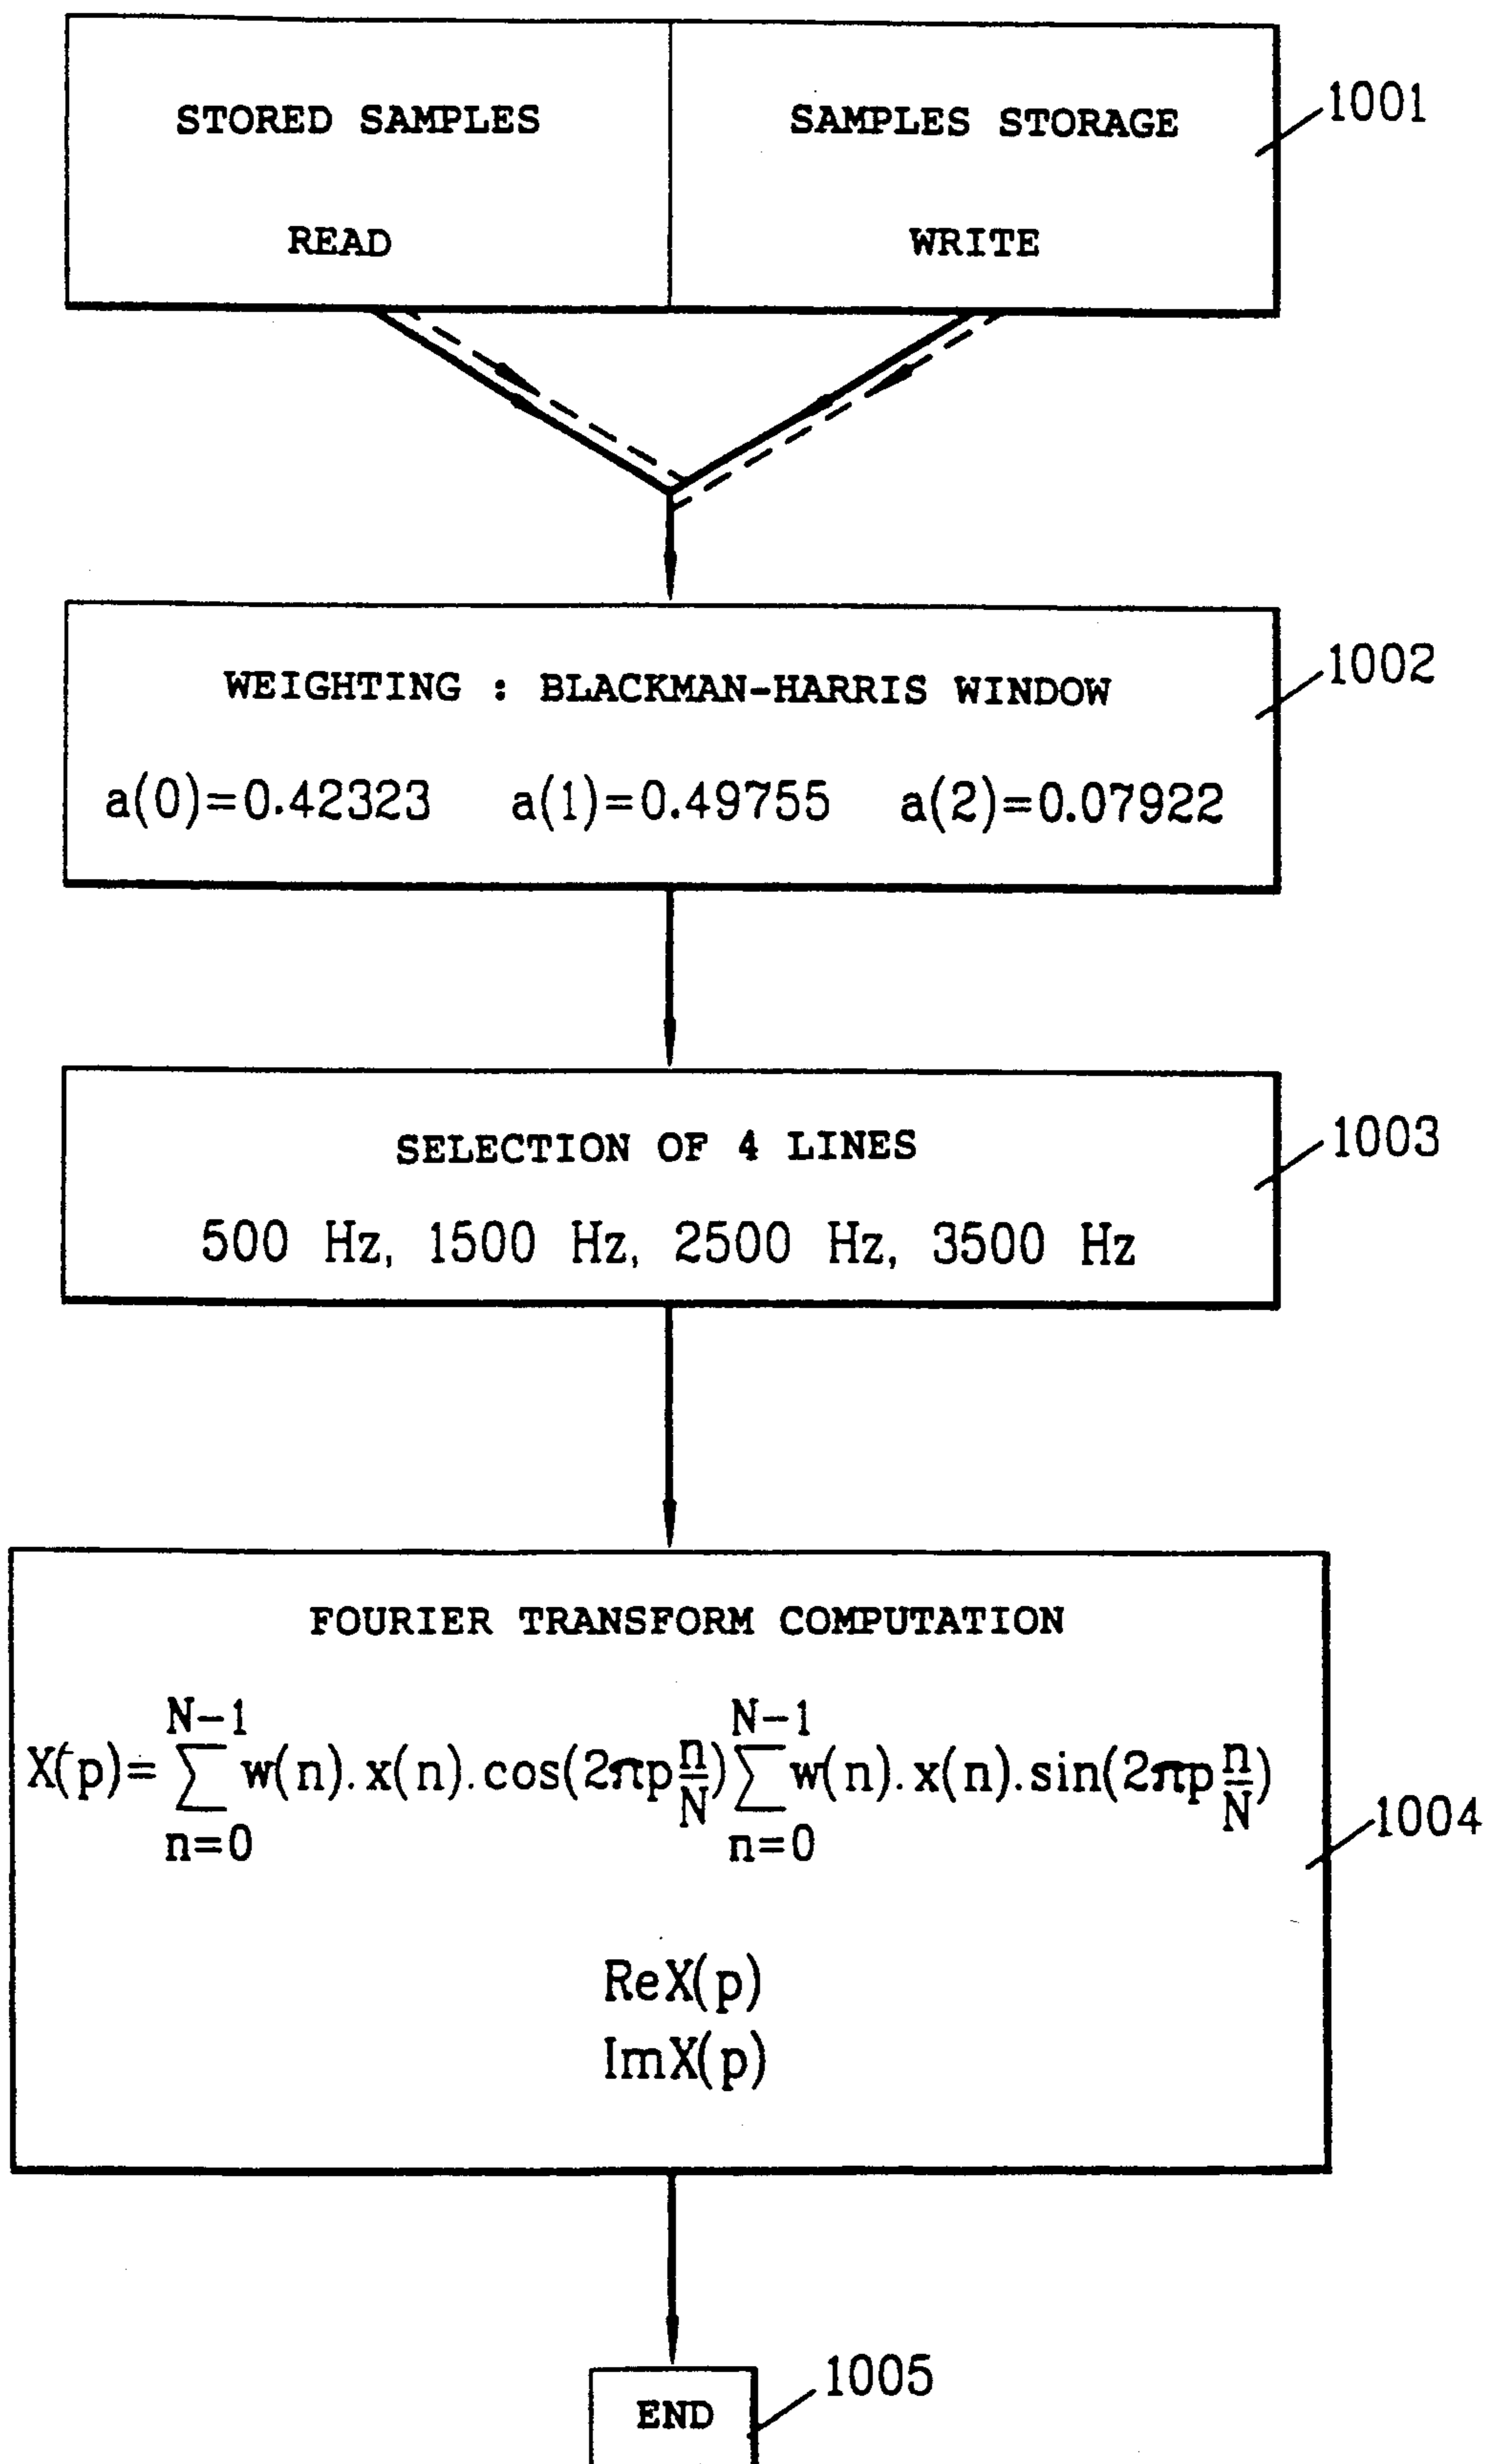 STORED SAMPLES
READ
SAMPLES STORAGE
WRITE
1001
WEIGHTING : BLACKMAN-HARRIS WINDOW
a(0)=0.42323 a(1)=0.49755 a(2)=0.07922
1002
SELECTION OF 4 LINES
500 Hz, 1500 Hz, 2500 Hz, 3500 Hz
1003
FOURIER TRANSFORM COMPUTATION
N-1 N-1
X(p)= ∑ w(n).x(n).cos(2πp n/N) ∑ w(n).x(n).sin(2πp n/N)
n=0 n=0
1004
ReX(p)
ImX(p)
END
1005